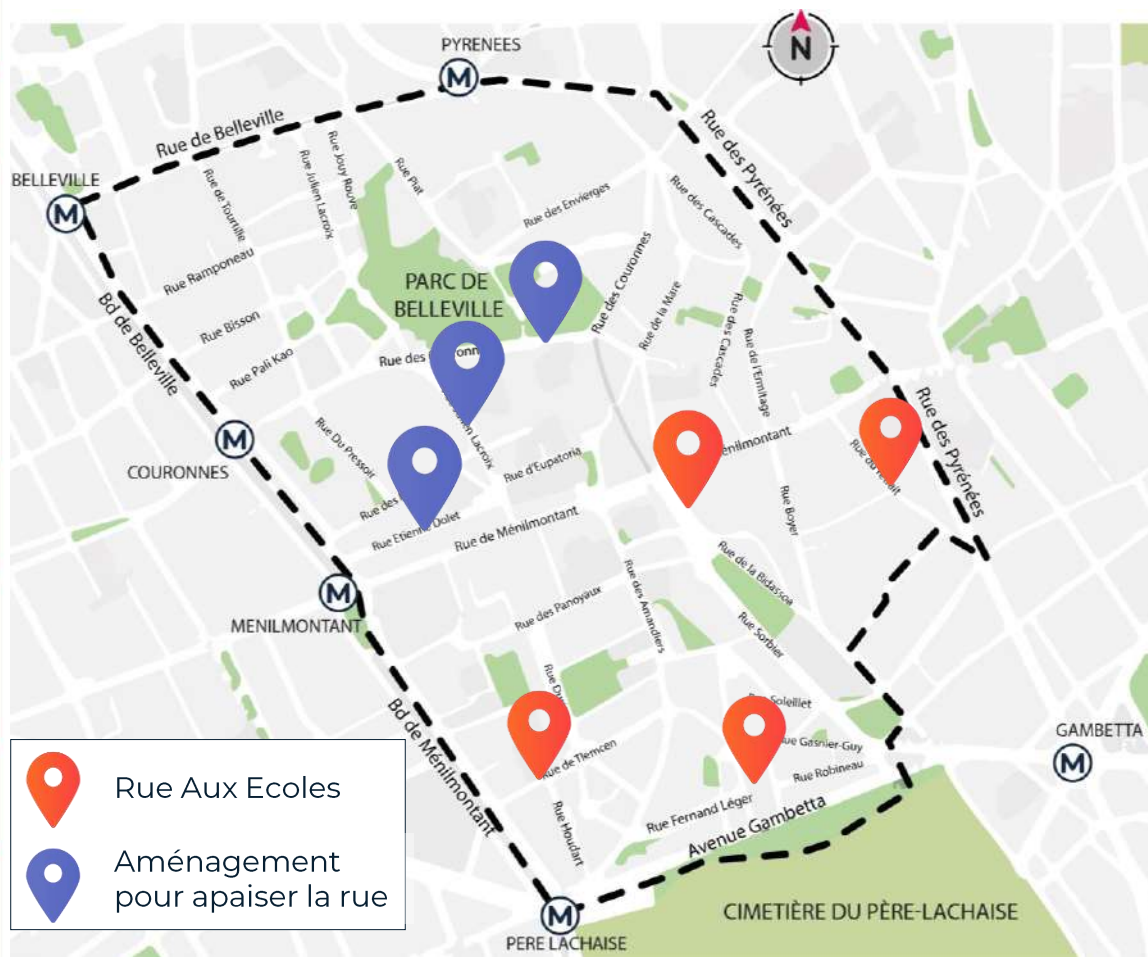 PYRENEES
M
N
Rue de Belleville
Rue des Pyrénées
BELLEVILLE
M
Rue de Tourtille
Rue Julien Lacroix
Rue Jouy Rouve
Rue Piat
Rue des Envierges
Rue des Cascades
Rue Ramponeau
PARC DE
BELLEVILLE
Rue des Couronnes
Rue de la Mare
Rue des Cascades
Rue de l'Ermitage
Bd de Belleville
Rue Bisson
Rue Pali Kao
Rue des
Rue des Pyrénées
M
COURONNES
Rue Du Pressoir
Lacroix
Rue d'Eupatoria
Rue des
Rue Etienne Dolet
Rue de Ménilmontant
Rue Boyer
M
MENILMONTANT
Rue des Panoyaux
Rue des Amandiers
Rue de la Bidassoa
Rue Sorbier
Bd de Ménilmontant
Soleillet
Gasnier-Guy
Rue Robineau
Rue de Tlemcen
Rue Houdart
Rue Fernand Léger
Avenue Gambetta
GAMBETTA
M
CIMETIÈRE DU PÈRE-LACHAISE
M
PERE LACHAISE
Rue Aux Ecoles
Aménagement
pour apaiser la rue